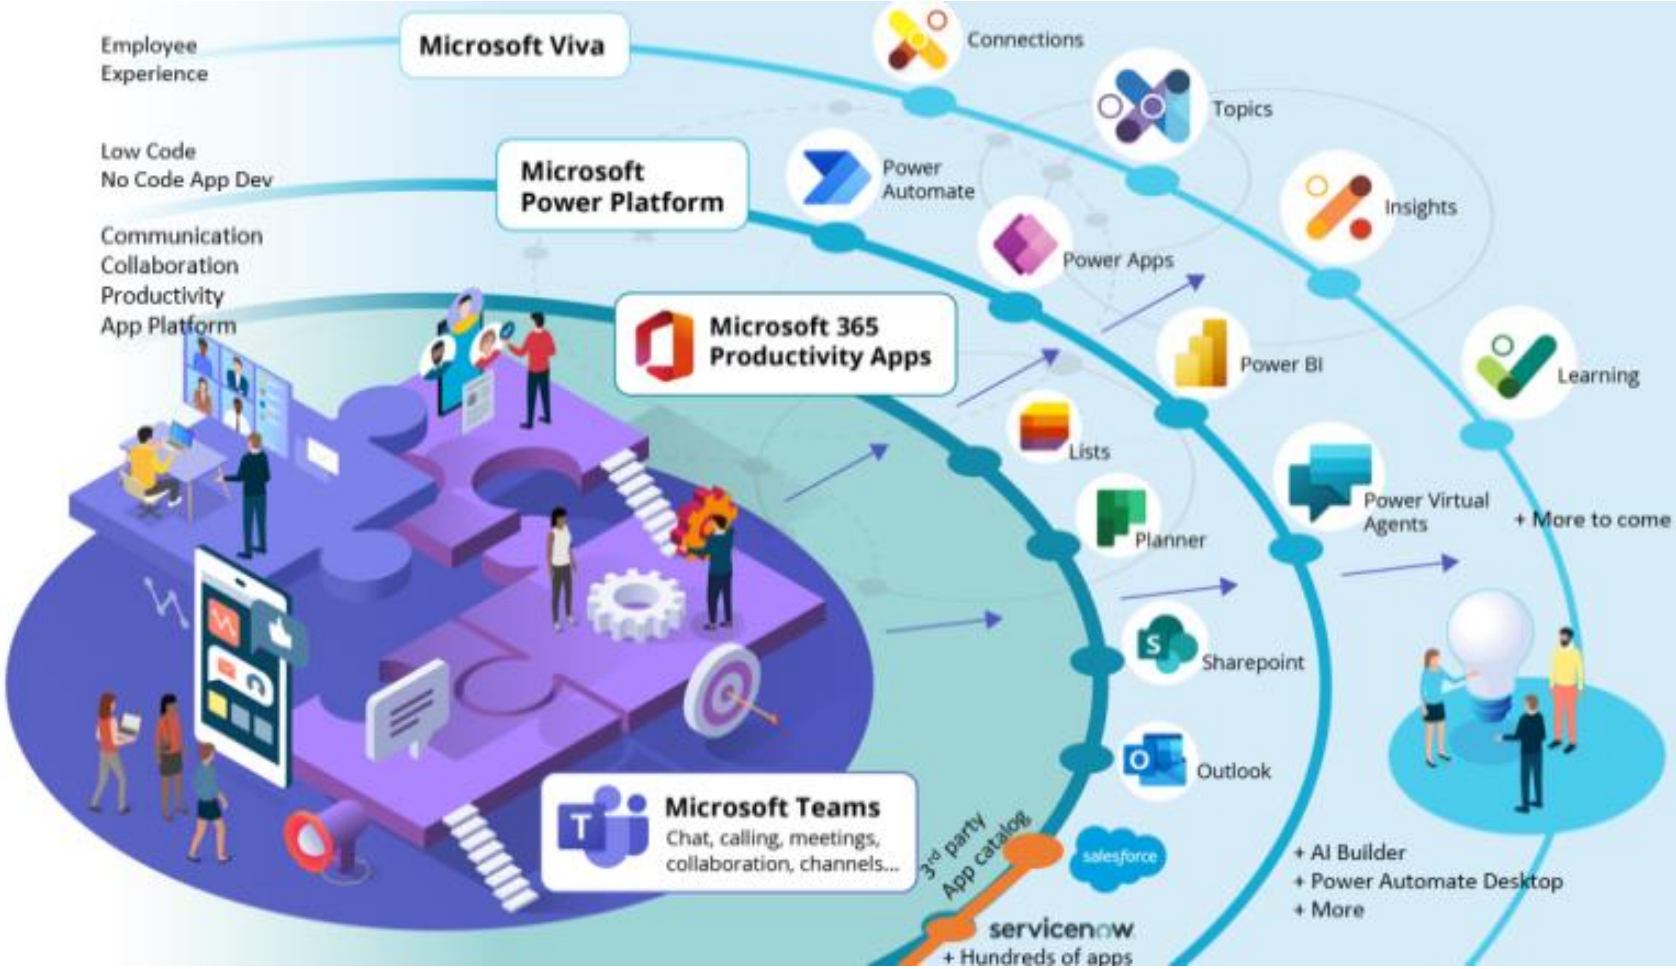 Employee
Experience
Microsoft Viva
Connections
Topics
Insights
Learning
+ More to come
Low Code
No Code App Dev
Microsoft
Power Platform
Power
Automate
Power Apps
Power BI
Power Virtual
Agents
+ AI Builder
+ Power Automate Desktop
+ More
Communication
Collaboration
Productivity
App Platform
Microsoft 365
Productivity Apps
Lists
Planner
S
Sharepoint
O
Outlook
3rd party
App catalog
salesforce
servicenow
+ Hundreds of apps
T
Microsoft Teams
Chat, calling, meetings,
collaboration, channels...